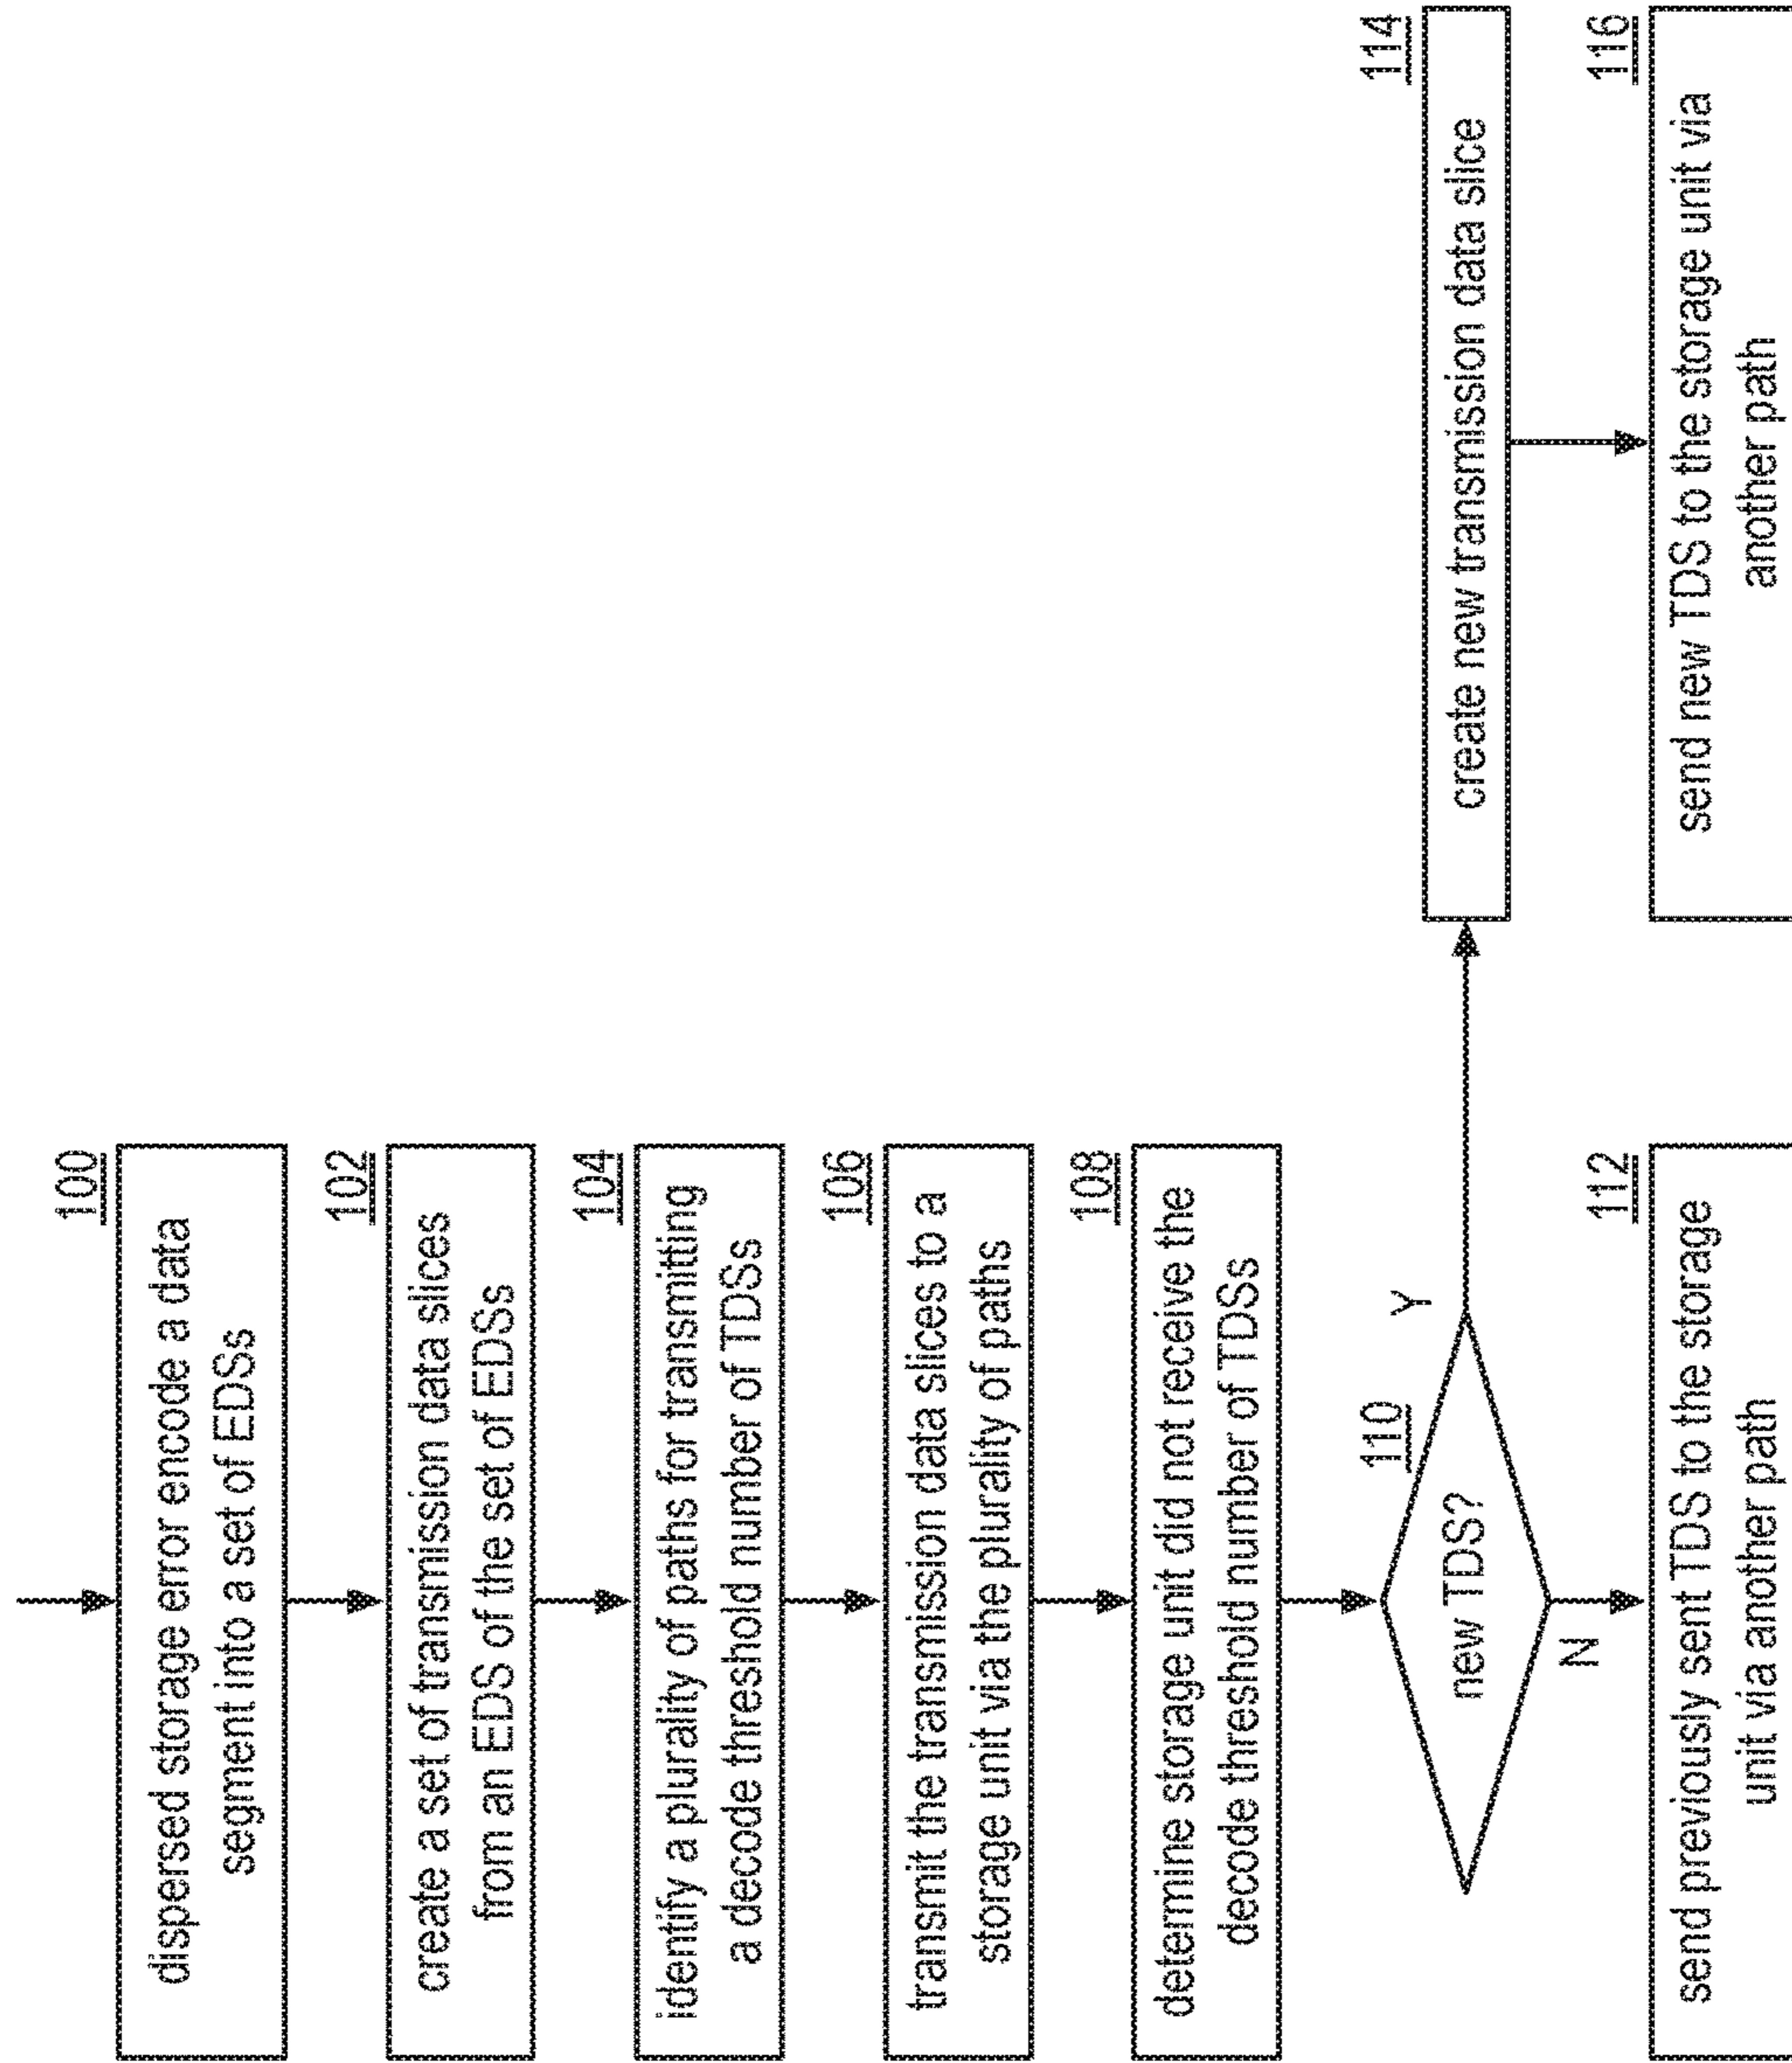 100
dispersed storage error encode a data
segment into a set of EDSs
102
create a set of transmission data slices
from an EDS of the set of EDSs
104
identify a plurality of paths for transmitting
a decode threshold number of TDSs
106
transmit the transmission data slices to a
storage unit via the plurality of paths
108
determine storage unit did not receive the
decode threshold number of TDSs
110
new TDS?
Y
N
112
send previously sent TDS to the storage
unit via another path
114
create new transmission data slice
116
send new TDS to the storage unit via
another path